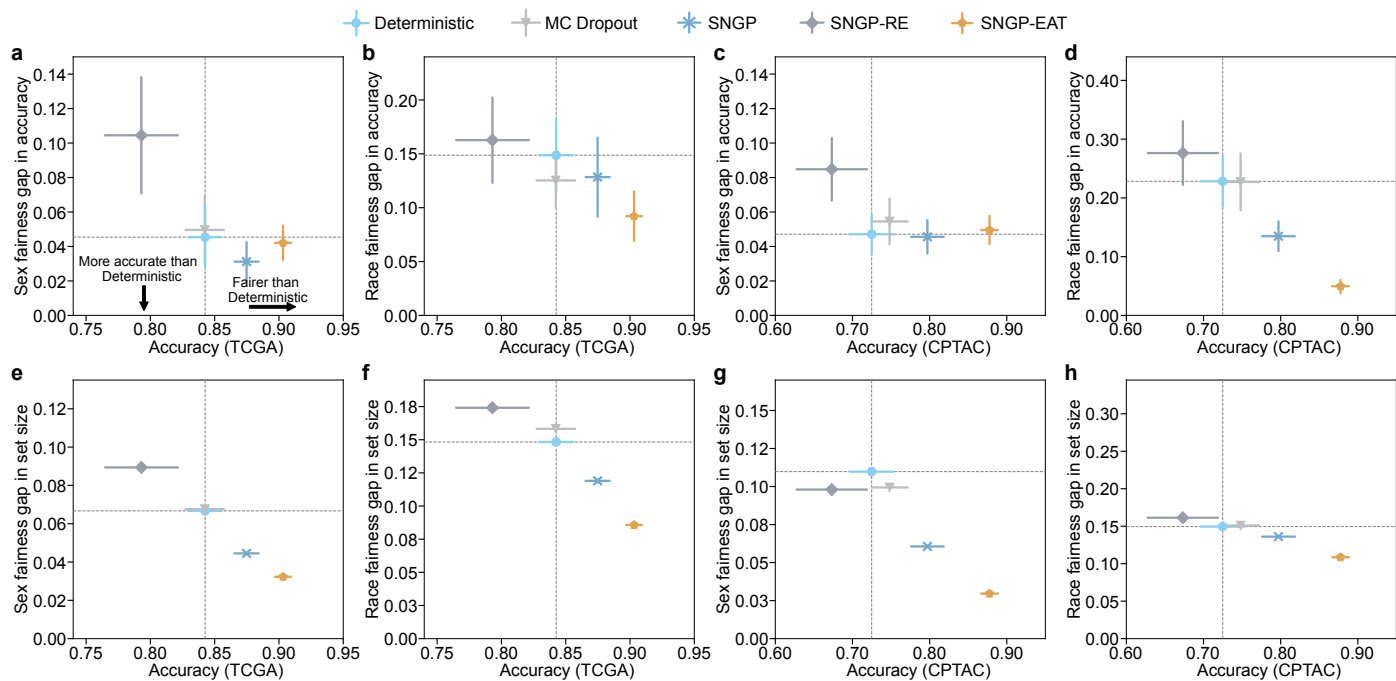 Deterministic MC Dropout SNGP SNGP-RE SNGP-EAT
a
Sex fairness gap in accuracy
0.14
0.12
0.10
0.08
0.06
0.04
0.02
0.00
More accurate than
Deterministic
Fairer than
Deterministic
0.75 0.80 0.85 0.90 0.95
Accuracy (TCGA)
b
Race fairness gap in accuracy
0.20
0.15
0.10
0.05
0.00
0.75 0.80 0.85 0.90 0.95
Accuracy (TCGA)
c
Sex fairness gap in accuracy
0.14
0.12
0.10
0.08
0.06
0.04
0.02
0.00
0.60 0.70 0.80 0.90
Accuracy (CPTAC)
d
Race fairness gap in accuracy
0.40
0.30
0.20
0.10
0.00
0.60 0.70 0.80 0.90
Accuracy (CPTAC)
e
Sex fairness gap in set size
0.12
0.10
0.08
0.06
0.04
0.02
0.00
0.75 0.80 0.85 0.90 0.95
Accuracy (TCGA)
f
Race fairness gap in set size
0.18
0.15
0.12
0.10
0.08
0.05
0.03
0.00
0.75 0.80 0.85 0.90 0.95
Accuracy (TCGA)
g
Sex fairness gap in set size
0.15
0.12
0.10
0.08
0.05
0.03
0.00
0.60 0.70 0.80 0.90
Accuracy (CPTAC)
h
Race fairness gap in set size
0.30
0.25
0.20
0.15
0.10
0.05
0.00
0.60 0.70 0.80 0.90
Accuracy (CPTAC)